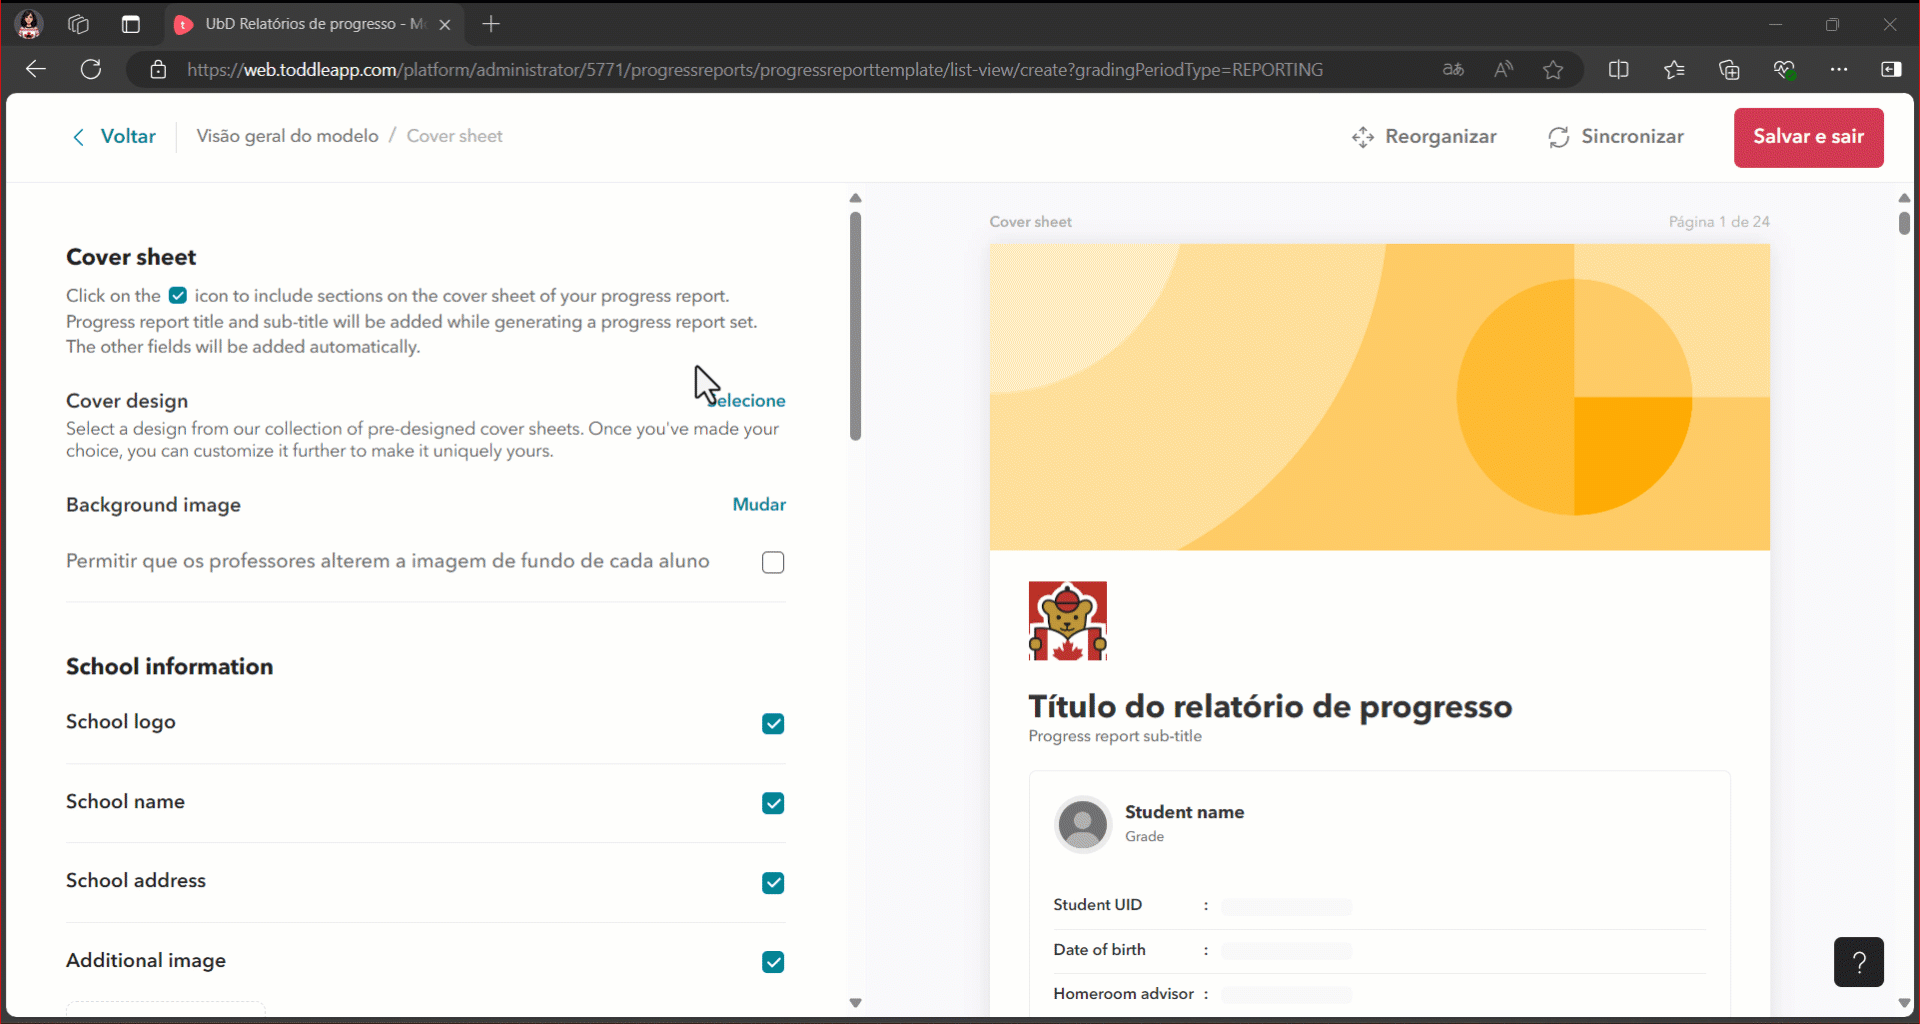 UbD Relatórios de progresso - Mo
https://web.toddleapp.com/platform/administrator/5771/progressreports/progressreporttemplate/list-view/create?gradingPeriodType=REPORTING
Voltar
Visão geral do modelo / Cover sheet
Reorganizar
Sincronizar
Salvar e sair
Cover sheet
Click on the icon to include sections on the cover sheet of your progress report.
Progress report title and sub-title will be added while generating a progress report set.
The other fields will be added automatically.
Cover design
Selecione
Select a design from our collection of pre-designed cover sheets. Once you've made your
choice, you can customize it further to make it uniquely yours.
Background image
Mudar
Permitir que os professores alterem a imagem de fundo de cada aluno
School information
School logo
School name
School address
Additional image
Cover sheet
Página 1 de 24
Título do relatório de progresso
Progress report sub-title
Student name
Grade
Student UID :
Date of birth :
Homeroom advisor :
?